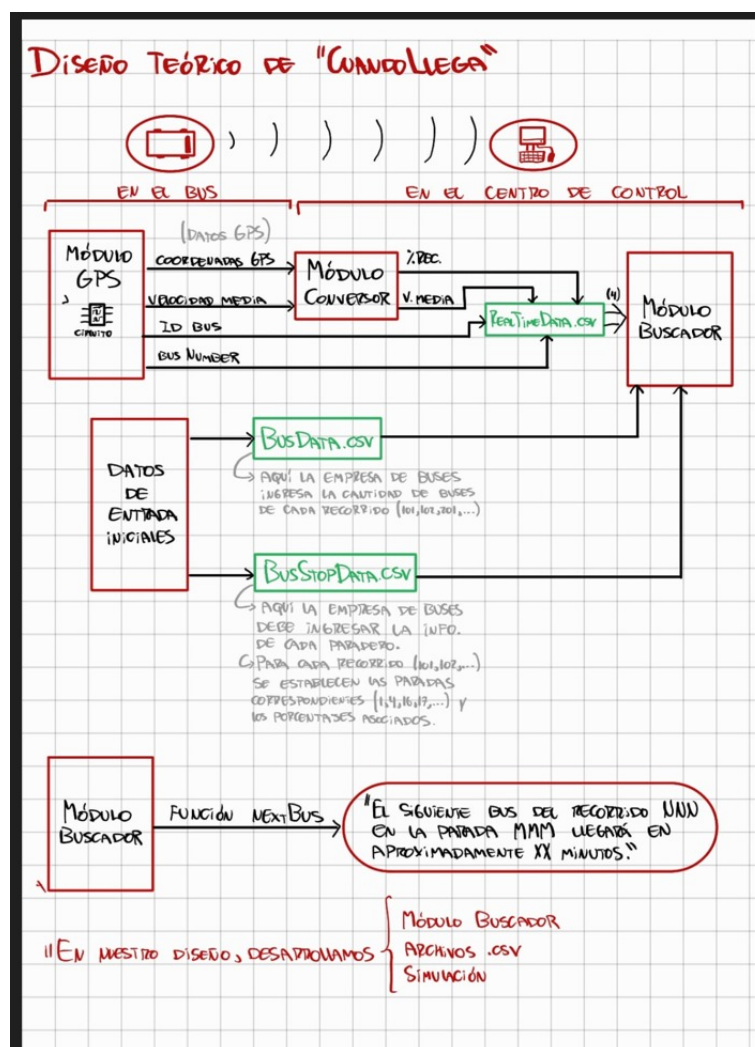 DISEÑO TEÓRICO DE "CUANDOLLEGA"
EN EL BUS
EN EL CENTRO DE CONTROL
(DATOS GPS)
MÓDULO
GPS
CIRCUITO
COORDENADAS GPS
VELOCIDAD MEDIA
ID BUS
BUS NUMBER
MÓDULO
CONVERSOR
%REC.
V. MEDIA
REALTIMEDATA.CSV
(4)
MÓDULO
BUSCADOR
DATOS
DE
ENTRADA
INICIALES
BUSDATA.CSV
AQUÍ LA EMPRESA DE BUSES
INGRESA LA CANTIDAD DE BUSES
DE CADA RECORRIDO (101,102,201,...)
BUSSTOPDATA.CSV
AQUÍ LA EMPRESA DE BUSES
DEBE INGRESAR LA INFO.
DE CADA PARADERO.
PARA CADA RECORRIDO (101,102,...)
SE ESTABLECEN LAS PARADAS
CORRESPONDIENTES (1,4,16,17,...) Y
LOS PORCENTAJES ASOCIADOS.
MÓDULO
BUSCADOR
FUNCIÓN NEXTBUS
"EL SIGUIENTE BUS DEL RECORRIDO NNN
EN LA PARADA MMM LLEGARÁ EN
APROXIMADAMENTE XX MINUTOS."
"EN NUESTRO DISEÑO, DESARROLLAMOS
MÓDULO BUSCADOR
ARCHIVOS .CSV
SIMULACIÓN